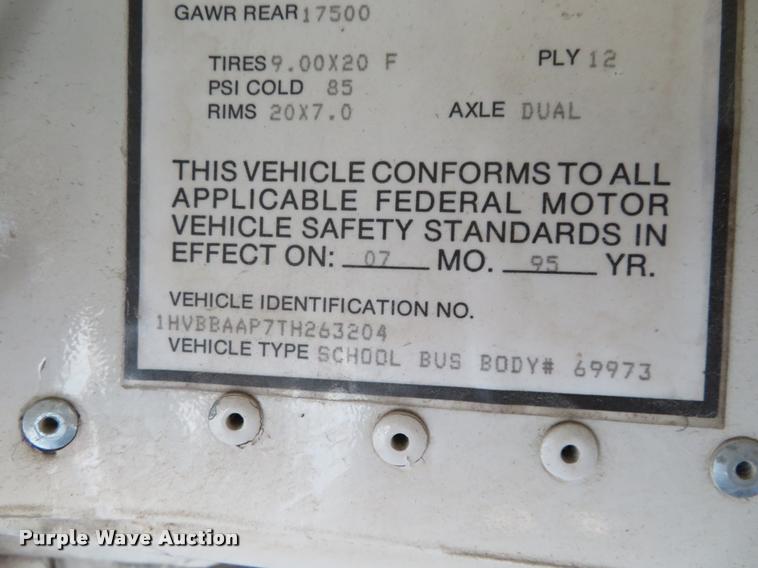 GAWR REAR 17500
TIRES 9.00X20 F PLY 12
PSI COLD 85
RIMS 20X7.0 AXLE DUAL
THIS VEHICLE CONFORMS TO ALL
APPLICABLE FEDERAL MOTOR
VEHICLE SAFETY STANDARDS IN
EFFECT ON: 07 MO. 95 YR.
VEHICLE IDENTIFICATION NO.
1HVBBAAP7TH263204
VEHICLE TYPE SCHOOL BUS BODY# 69973
Purple Wave Auction